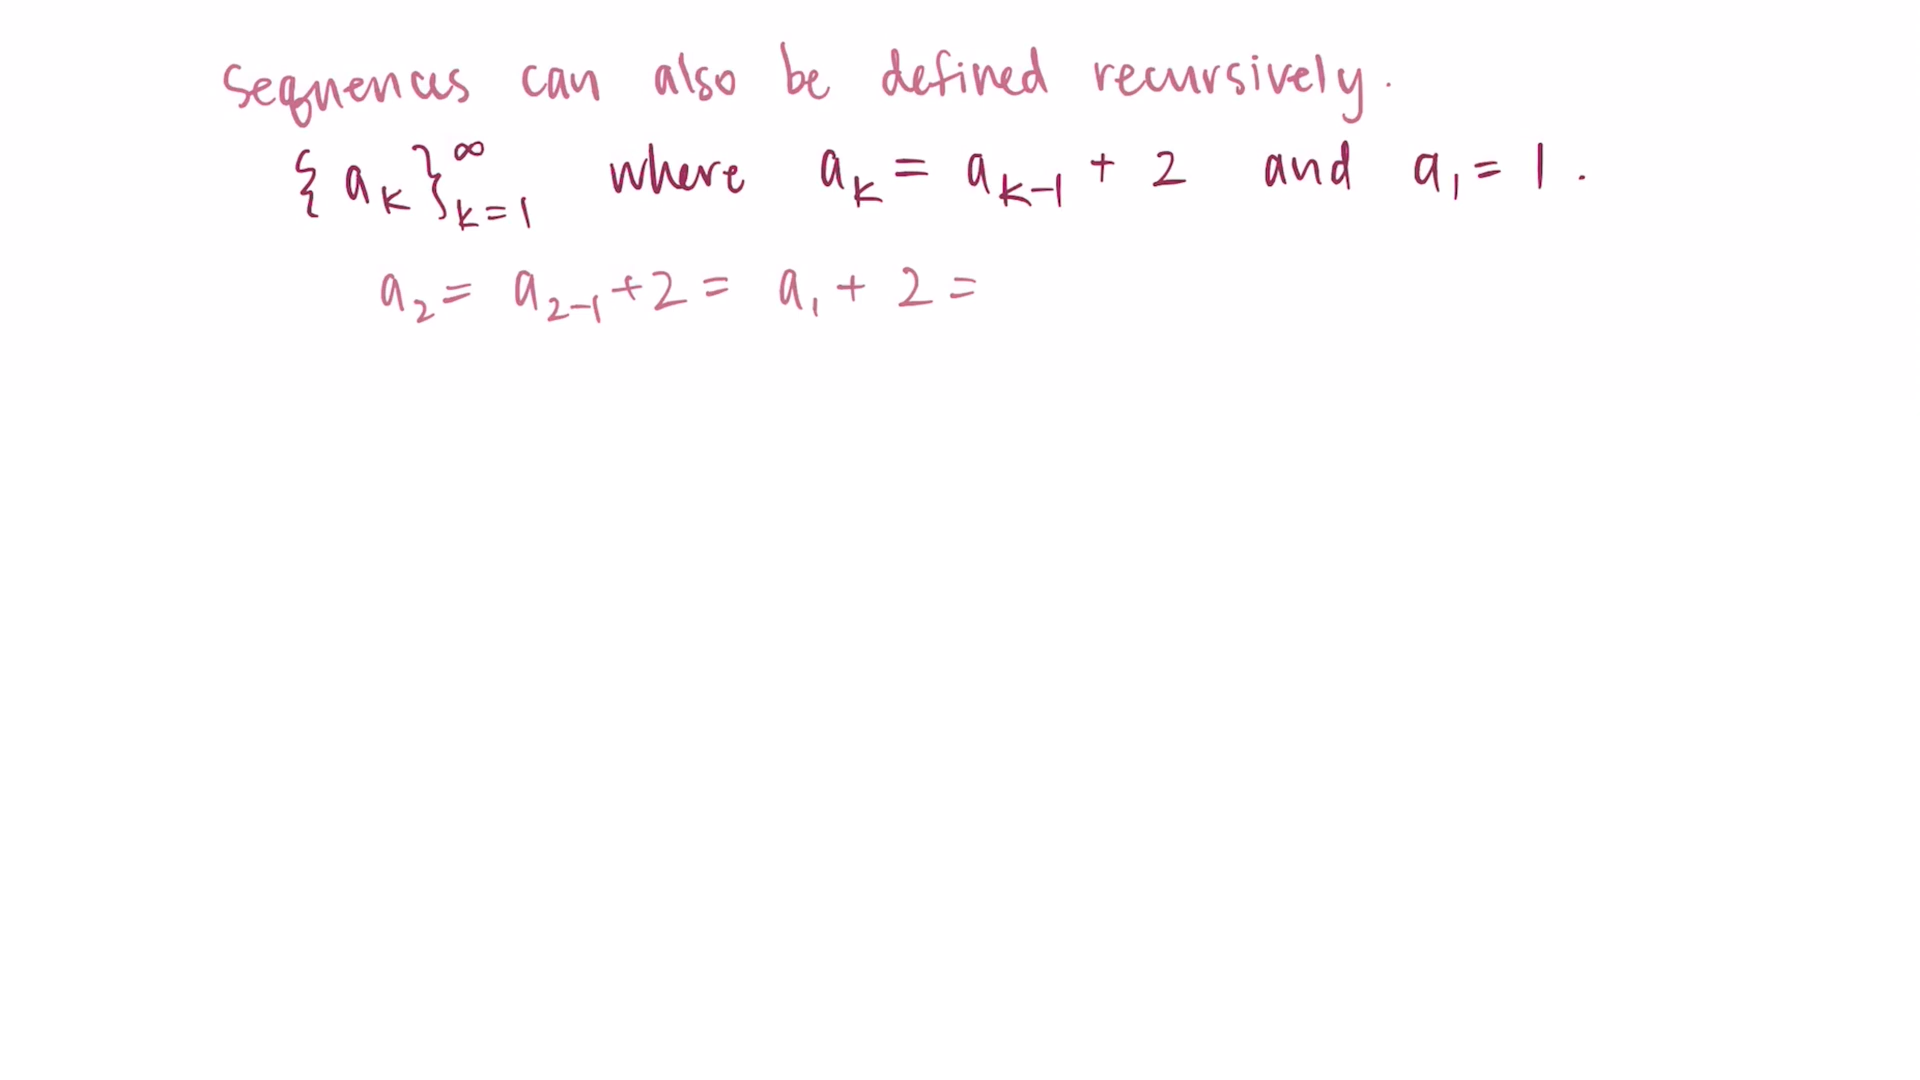 Sequences can also be defined recursively.
{a_k}_{k=1}^∞ where a_k = a_{k-1} + 2 and a_1 = 1.
a_2 = a_{2-1} + 2 = a_1 + 2 =